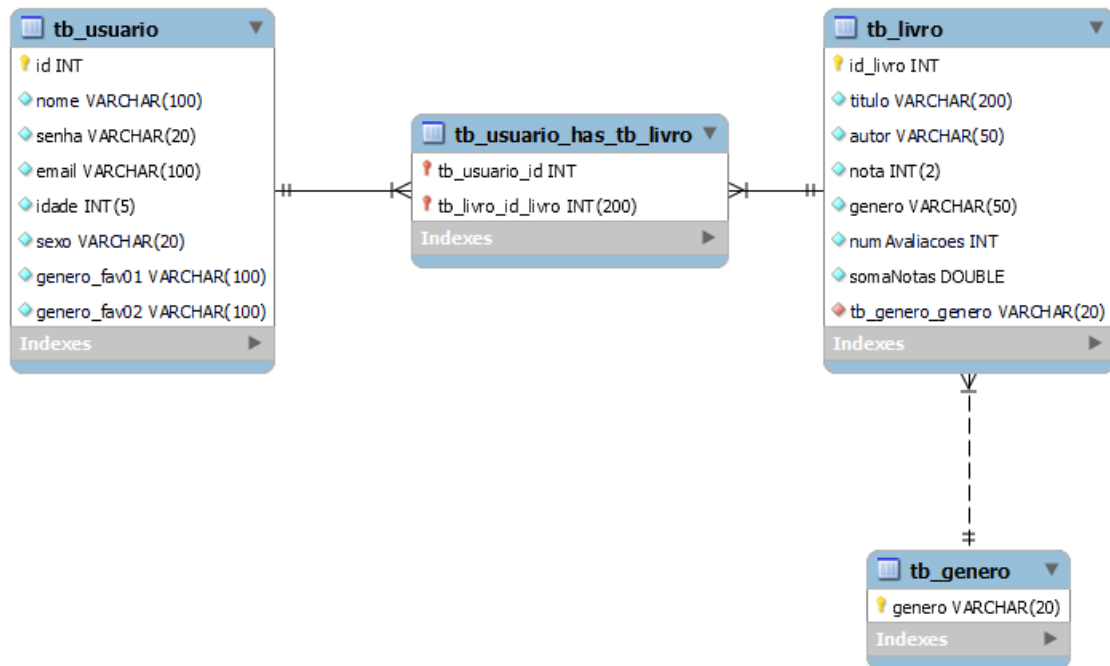 tb_usuario
id INT
nome VARCHAR(100)
senha VARCHAR(20)
email VARCHAR(100)
idade INT(5)
sexo VARCHAR(20)
genero_fav01 VARCHAR(100)
genero_fav02 VARCHAR(100)
Indexes
tb_usuario_has_tb_livro
tb_usuario_id INT
tb_livro_id_livro INT(200)
Indexes
tb_livro
id_livro INT
titulo VARCHAR(200)
autor VARCHAR(50)
nota INT(2)
genero VARCHAR(50)
numAvaliacoes INT
somaNotas DOUBLE
tb_genero_genero VARCHAR(20)
Indexes
tb_genero
genero VARCHAR(20)
Indexes